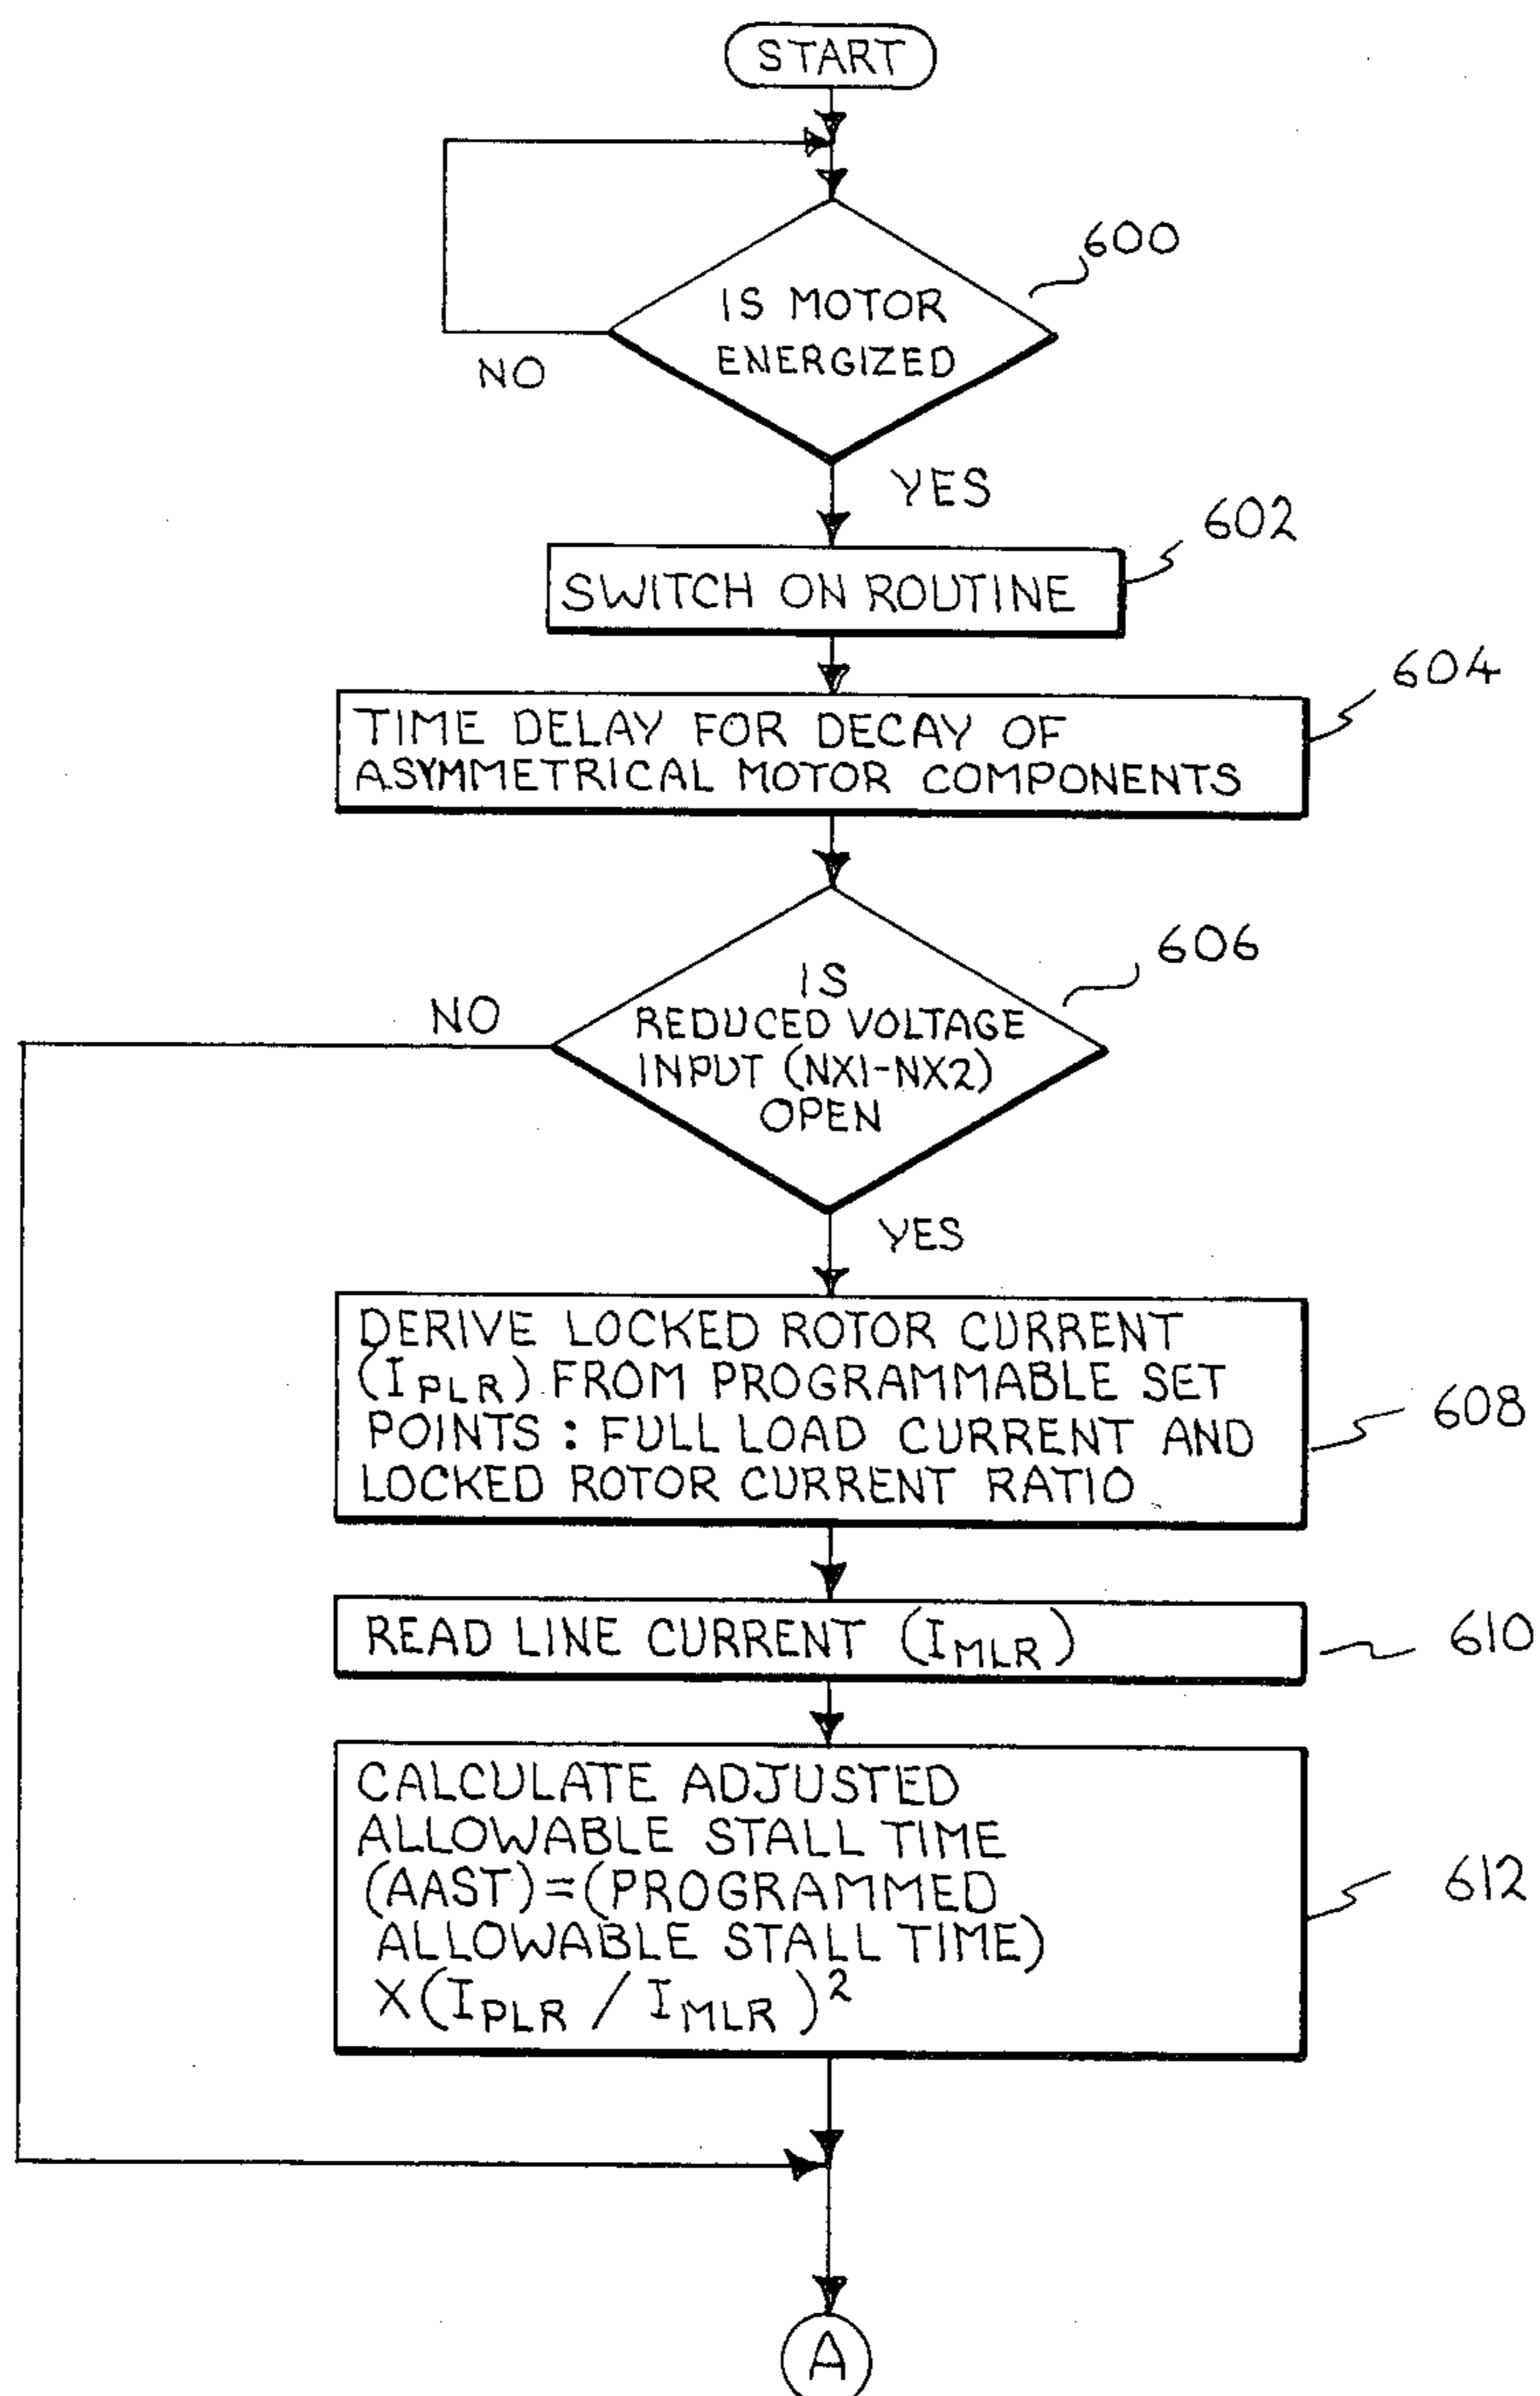 START
600
IS MOTOR
ENERGIZED
NO
YES
602
SWITCH ON ROUTINE
604
TIME DELAY FOR DECAY OF
ASYMMETRICAL MOTOR COMPONENTS
606
NO
IS
REDUCED VOLTAGE
INPUT (NX1-NX2)
OPEN
YES
DERIVE LOCKED ROTOR CURRENT
(IPLR) FROM PROGRAMMABLE SET
POINTS : FULL LOAD CURRENT AND
LOCKED ROTOR CURRENT RATIO
608
READ LINE CURRENT (IMLR)
610
CALCULATE ADJUSTED
ALLOWABLE STALL TIME
(AAST)=(PROGRAMMED
ALLOWABLE STALL TIME)
X(IPLR / IMLR)²
612
A